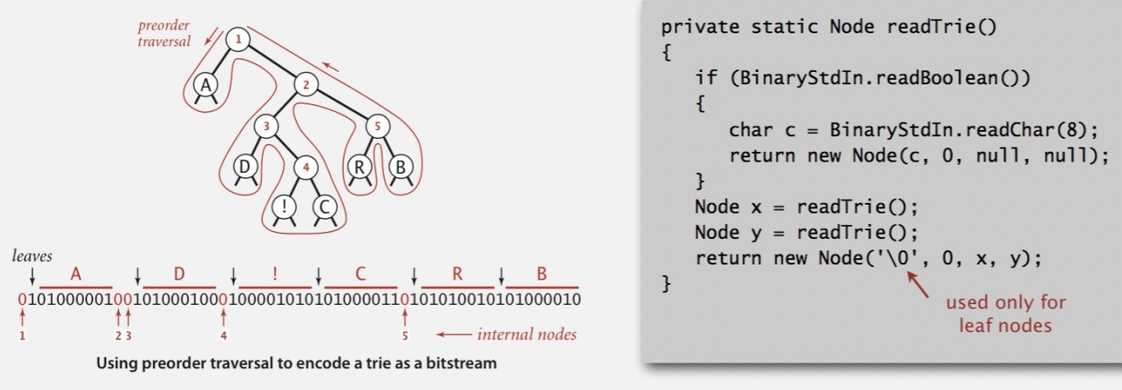 preorder
traversal
1
A
2
3
5
D
4
R
B
!
C
leaves
A D ! C R B
01010000010010100010001000010101010000110101010010101000010
1 2 3 4 5 internal nodes
Using preorder traversal to encode a trie as a bitstream
private static Node readTrie()
{
if (BinaryStdIn.readBoolean())
{
char c = BinaryStdIn.readChar(8);
return new Node(c, 0, null, null);
}
Node x = readTrie();
Node y = readTrie();
return new Node('\0', 0, x, y);
}
used only for
leaf nodes